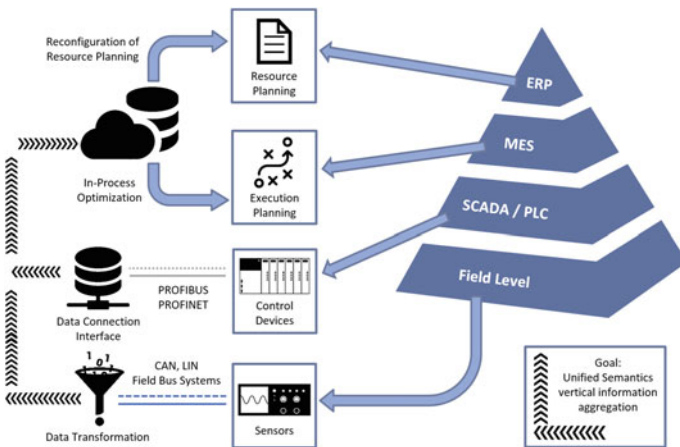 Reconfiguration of
Resource Planning
Resource
Planning
ERP
MES
In-Process
Optimization
Execution
Planning
SCADA / PLC
PROFIBUS
PROFINET
Data Connection
Interface
Control
Devices
Field Level
CAN, LIN
Field Bus Systems
Data Transformation
Sensors
Goal:
Unified Semantics
vertical information
aggregation